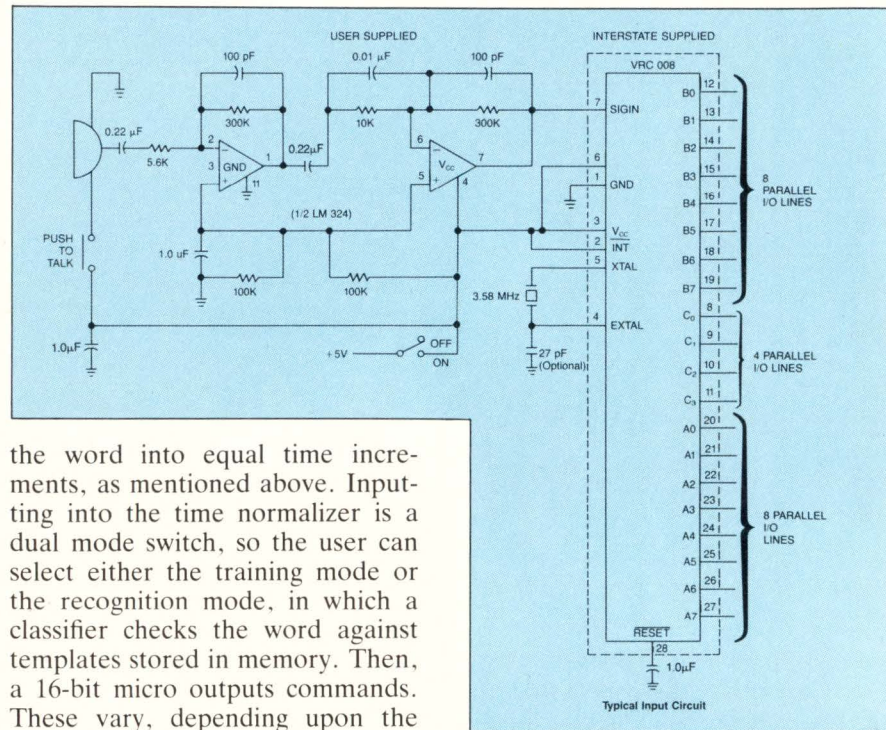 USER SUPPLIED
INTERSTATE SUPPLIED
100 pF
0.01 µF
100 pF
VRC 008
300K
10K
300K
7
SIGIN
B0
12
B1
13
B2
14
B3
15
B4
16
B5
17
B6
18
B7
19
8
PARALLEL
I/O LINES
0.22 µF
5.6K
2
−
3
+
GND
1
11
0.22µF
6
−
5
+
VCC
7
4
6
1
GND
(1/2 LM 324)
3
VCC
2
INT
5
XTAL
PUSH
TO
TALK
1.0 uF
100K
100K
3.58 MHz
4
EXTAL
C0
8
C1
9
C2
10
C3
11
4 PARALLEL
I/O LINES
1.0µF
+5V
OFF
ON
27 pF
(Optional)
A0
20
A1
21
A2
22
A3
23
A4
24
A5
25
A6
26
A7
27
8 PARALLEL
I/O
LINES
RESET
28
1.0µF
Typical Input Circuit
the word into equal time incre-
ments, as mentioned above. Input-
ting into the time normalizer is a
dual mode switch, so the user can
select either the training mode or
the recognition mode, in which a
classifier checks the word against
templates stored in memory. Then,
a 16-bit micro outputs commands.
These vary, depending upon the